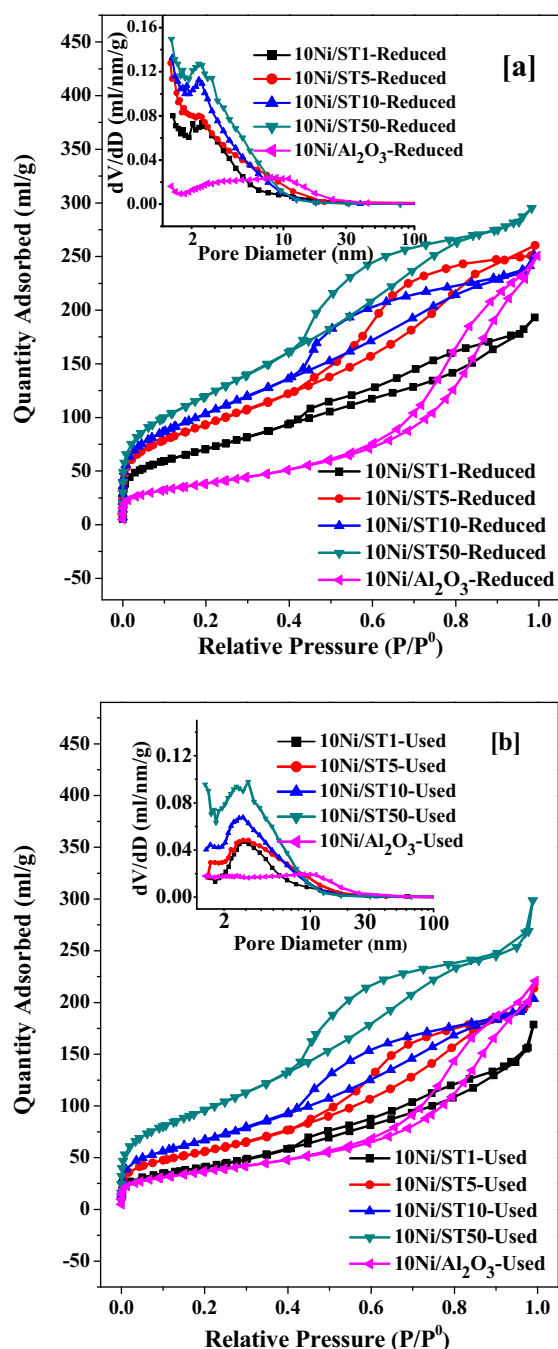 [a]
0.16
0.12
0.08
0.04
0.00
dV/dD (ml/nm/g)
2
10
30
100
Pore Diameter (nm)
10Ni/ST1-Reduced
10Ni/ST5-Reduced
10Ni/ST10-Reduced
10Ni/ST50-Reduced
10Ni/Al2O3-Reduced
450
400
350
300
250
200
150
100
50
0
-50
Quantity Adsorbed (ml/g)
10Ni/ST1-Reduced
10Ni/ST5-Reduced
10Ni/ST10-Reduced
10Ni/ST50-Reduced
10Ni/Al2O3-Reduced
0.0 0.2 0.4 0.6 0.8 1.0
Relative Pressure (P/P⁰)
[b]
0.12
0.08
0.04
0.00
dV/dD (ml/nm/g)
2
10
30
100
Pore Diameter (nm)
10Ni/ST1-Used
10Ni/ST5-Used
10Ni/ST10-Used
10Ni/ST50-Used
10Ni/Al2O3-Used
450
400
350
300
250
200
150
100
50
0
-50
Quantity Adsorbed (ml/g)
10Ni/ST1-Used
10Ni/ST5-Used
10Ni/ST10-Used
10Ni/ST50-Used
10Ni/Al2O3-Used
0.0 0.2 0.4 0.6 0.8 1.0
Relative Pressure (P/P⁰)